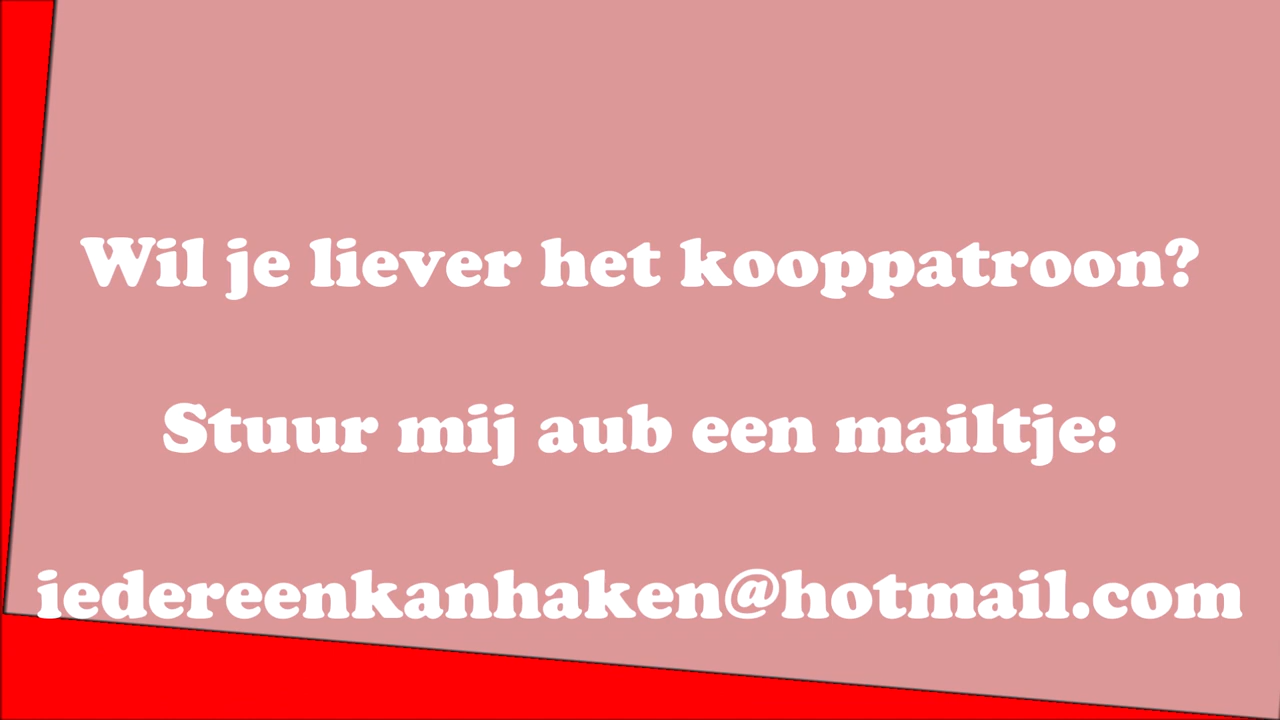 Wil je liever het kooppatroon?
Stuur mij aub een mailtje:
iedereenkanhaken@hotmail.com